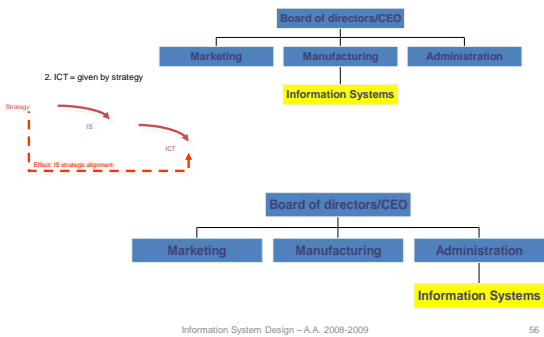 Board of directors/CEO
Marketing
Manufacturing
Administration
Information Systems
2. ICT = given by strategy
Strategy
IS
ICT
Effect: IS strategic alignment
Board of directors/CEO
Marketing
Manufacturing
Administration
Information Systems
Information System Design – A.A. 2008-2009
56